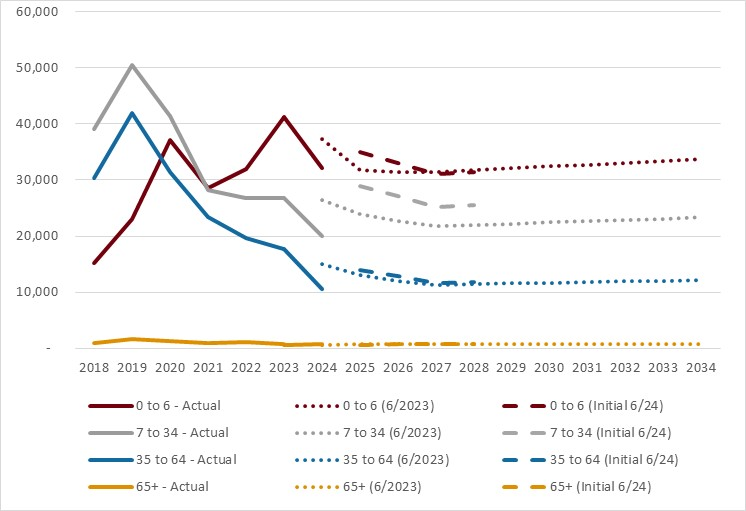 60,000
50,000
40,000
30,000
20,000
10,000
-
2018 2019 2020 2021 2022 2023 2024 2025 2026 2027 2028 2029 2030 2031 2032 2033 2034
0 to 6 - Actual 0 to 6 (6/2023) 0 to 6 (Initial 6/24)
7 to 34 - Actual 7 to 34 (6/2023) 7 to 34 (Initial 6/24)
35 to 64 - Actual 35 to 64 (6/2023) 35 to 64 (Initial 6/24)
65+ - Actual 65+ (6/2023) 65+ (Initial 6/24)